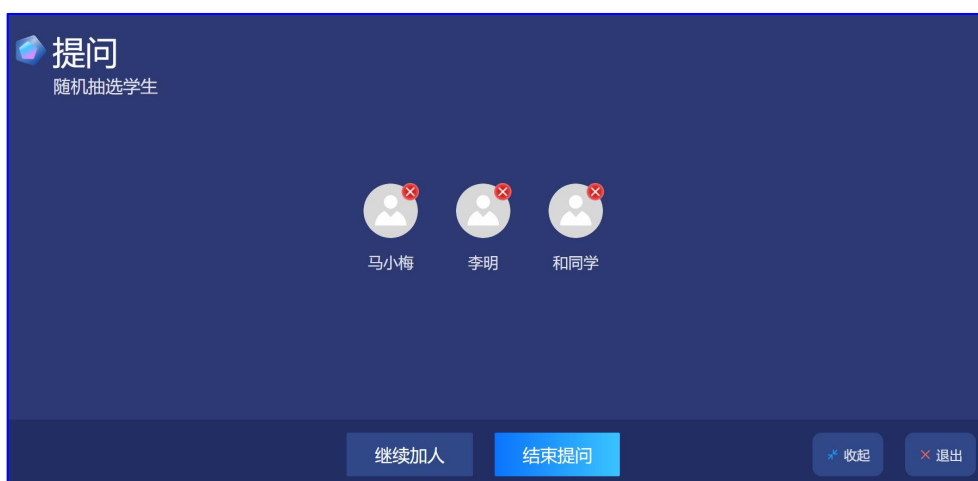 提问
随机抽选学生
马小梅 李明 和同学
继续加人 结束提问 收起 退出